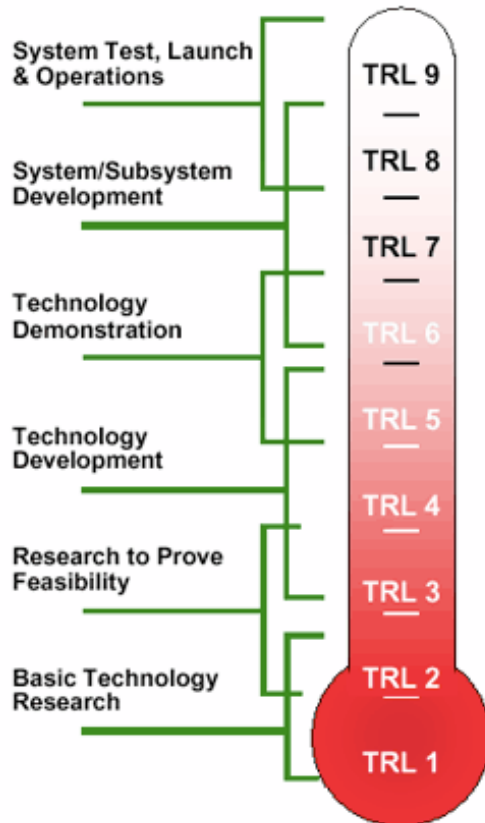 System Test, Launch
& Operations
System/Subsystem
Development
Technology
Demonstration
Technology
Development
Research to Prove
Feasibility
Basic Technology
Research
TRL 9
TRL 8
TRL 7
TRL 6
TRL 5
TRL 4
TRL 3
TRL 2
TRL 1